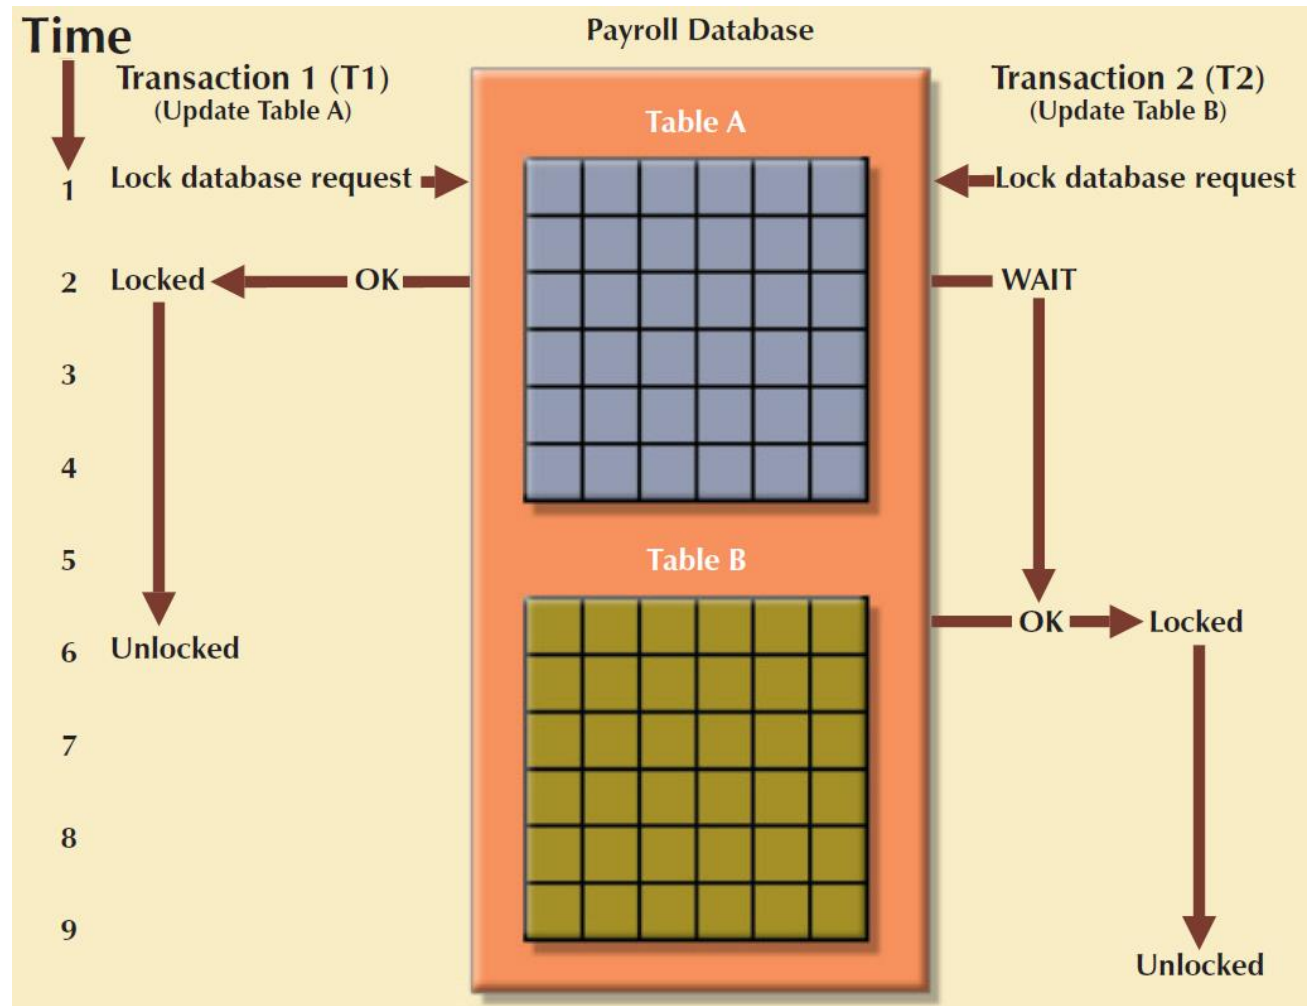 Time
Payroll Database
Transaction 1 (T1)
(Update Table A)
Transaction 2 (T2)
(Update Table B)
Table A
1 Lock database request
Lock database request
2 Locked OK
WAIT
3
4
5
Table B
OK Locked
6 Unlocked
7
8
9
Unlocked